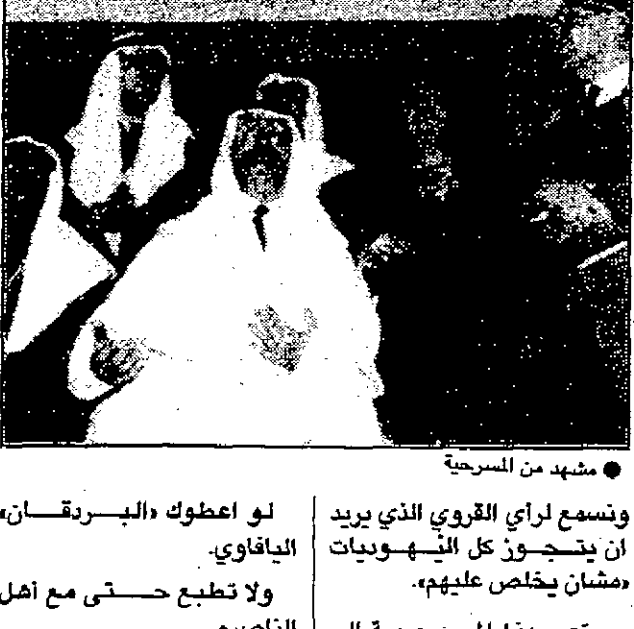 ● مشهد من المسرحية
ونسمع لرأي القروي الذي يريد
ان يتجوز كل اليهوديات
«مشان يخلص عليهم».
لو اعطوك «البردقان»
اليافاوي.
ولا تطبع حتى مع أهل